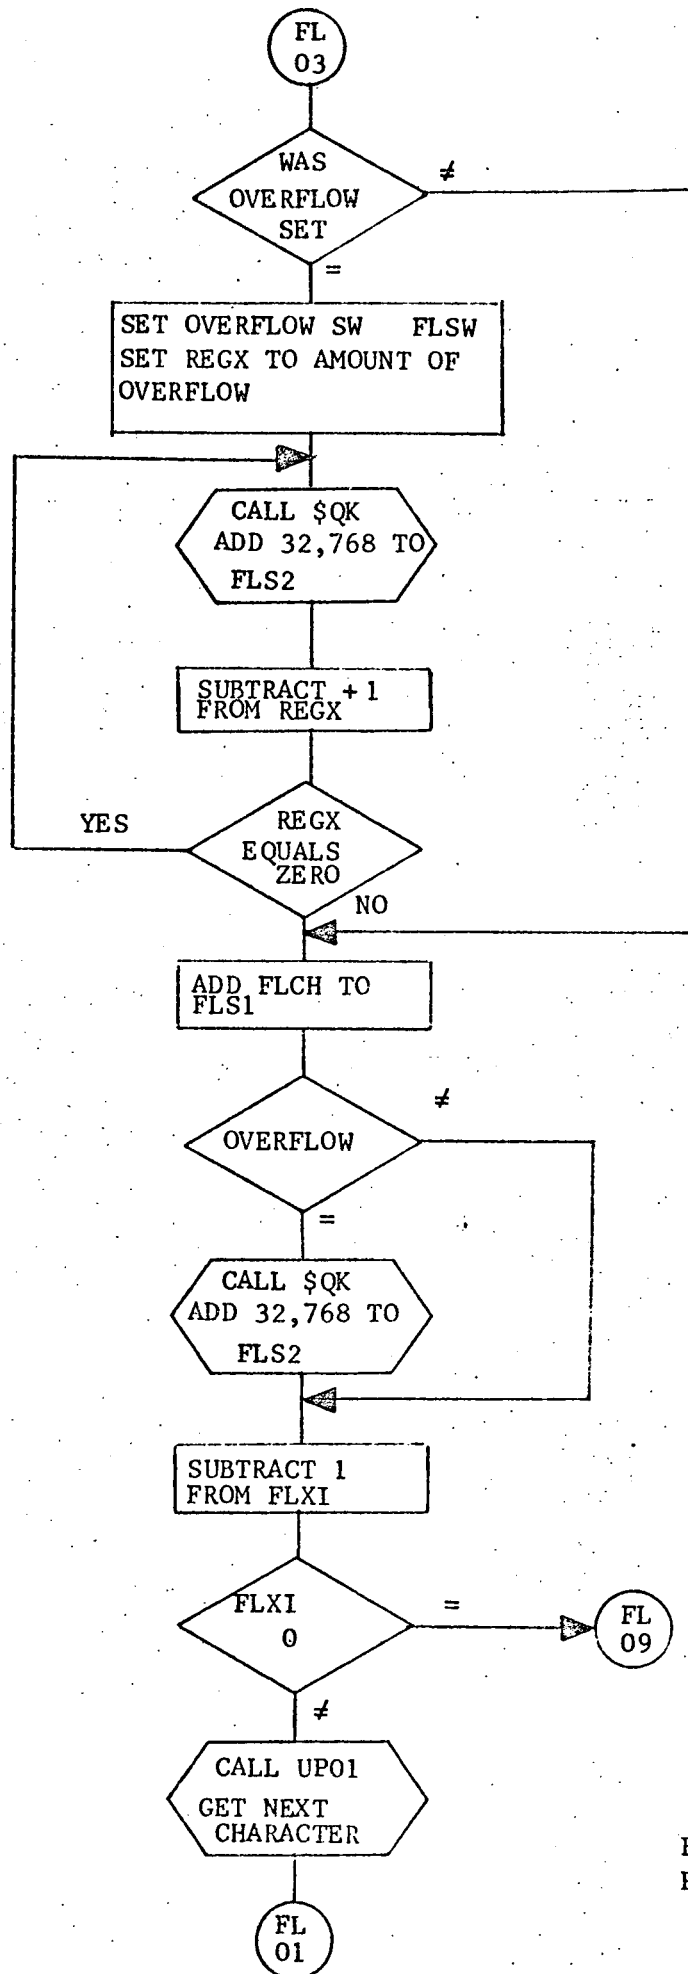 FL
03
WAS
OVERFLOW
SET
≠
=
SET OVERFLOW SW FLSW
SET REGX TO AMOUNT OF
OVERFLOW
CALL $QK
ADD 32,768 TO
FLS2
SUBTRACT +1
FROM REGX
YES
REGX
EQUALS
ZERO
NO
ADD FLCH TO
FLS1
≠
OVERFLOW
=
CALL $QK
ADD 32,768 TO
FLS2
SUBTRACT 1
FROM FLXI
FLXI
0
=
FL
09
≠
CALL UP01
GET NEXT
CHARACTER
FL
01